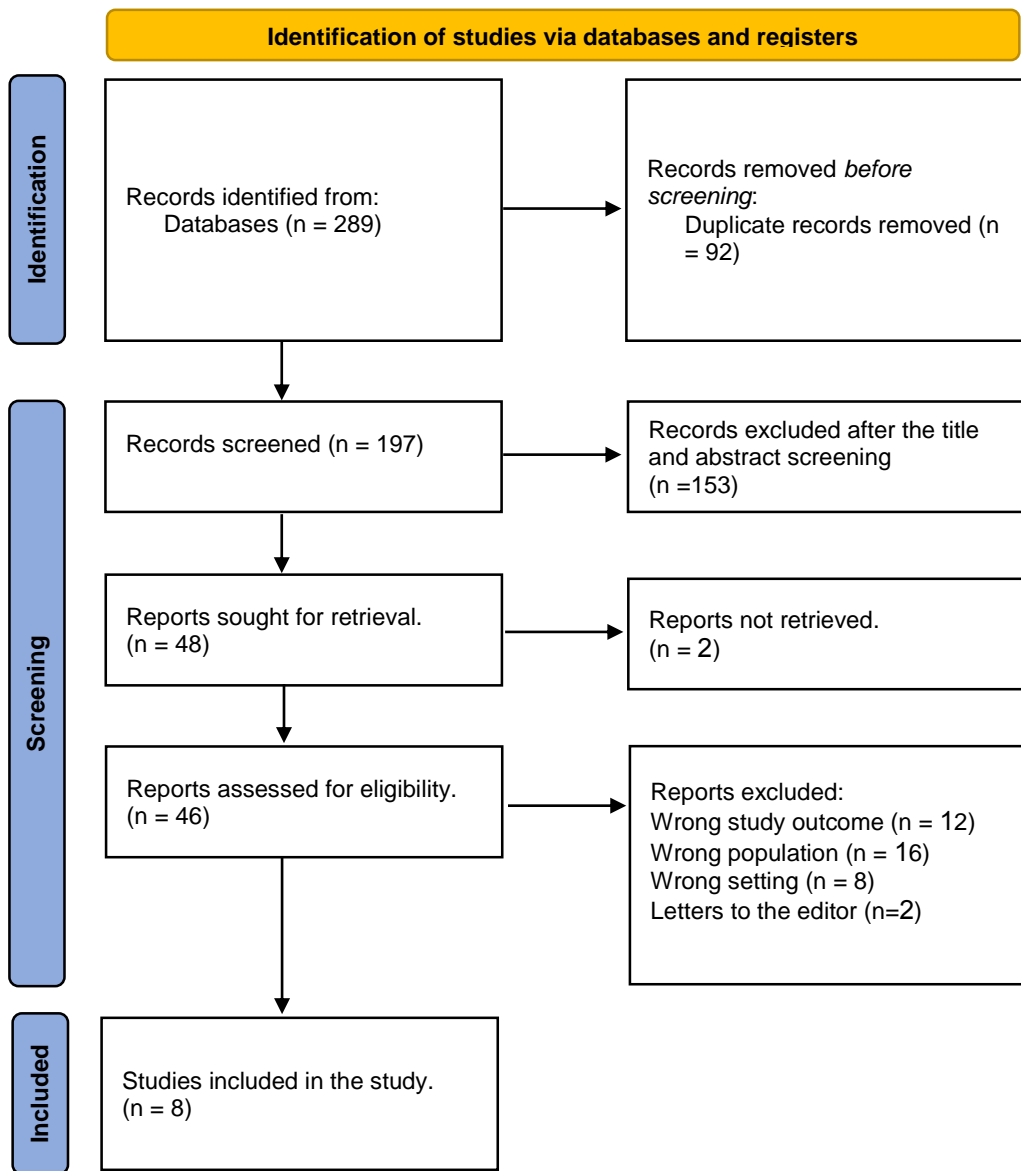 Identification of studies via databases and registers
Identification
Records identified from:
Databases (n = 289)
Records removed before
screening:
Duplicate records removed (n
= 92)
Screening
Records screened (n = 197)
Records excluded after the title
and abstract screening
(n =153)
Reports sought for retrieval.
(n = 48)
Reports not retrieved.
(n = 2)
Reports assessed for eligibility.
(n = 46)
Reports excluded:
Wrong study outcome (n = 12)
Wrong population (n = 16)
Wrong setting (n = 8)
Letters to the editor (n=2)
Included
Studies included in the study.
(n = 8)